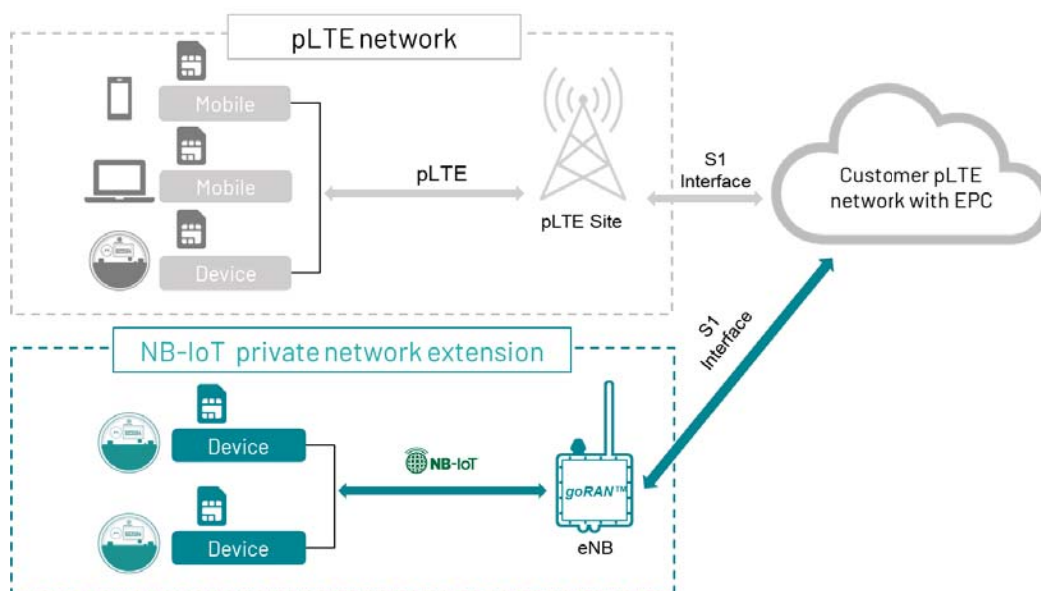 pLTE network
Mobile
Mobile
Device
pLTE
pLTE Site
S1
Interface
Customer pLTE
network with EPC
NB-IoT private network extension
Device
Device
NB-IoT
goRAN™
eNB
S1
Interface